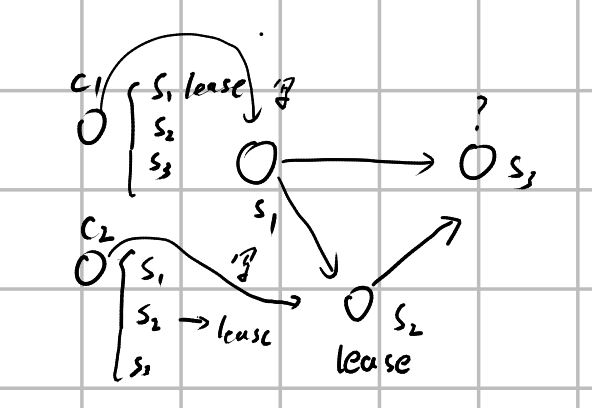 C1
S1 lease 写
S2
S3
S1
?
S3
C2
S1
写
S2 → lease
S3
S2
lease